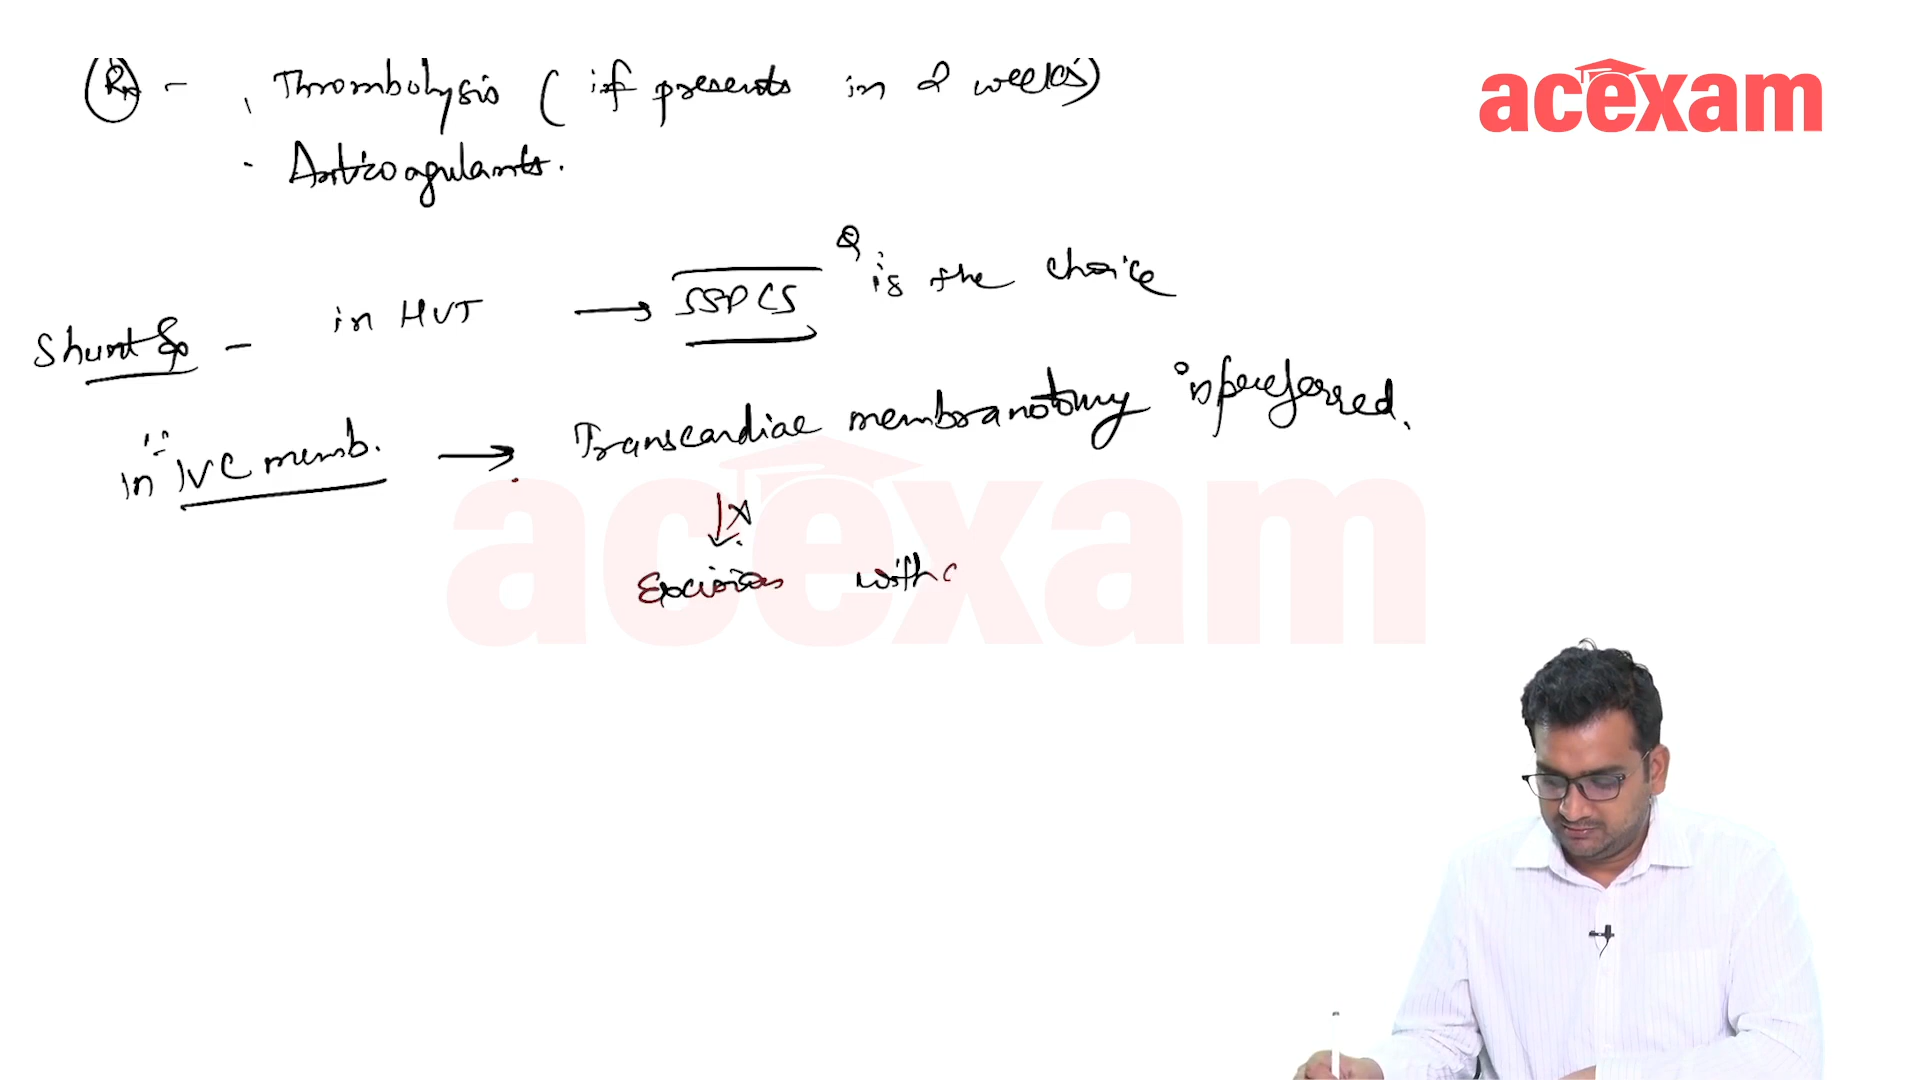 Rx - . Thrombolysis ( if presents in 2 weeks)
acexam
. Anticoagulants.
Shunt Sx - in HVT → SSPCS Q is the choice
in IVC memb. → Transcardiac membranotomy is preferred.
↓ x
Excision with
acexam